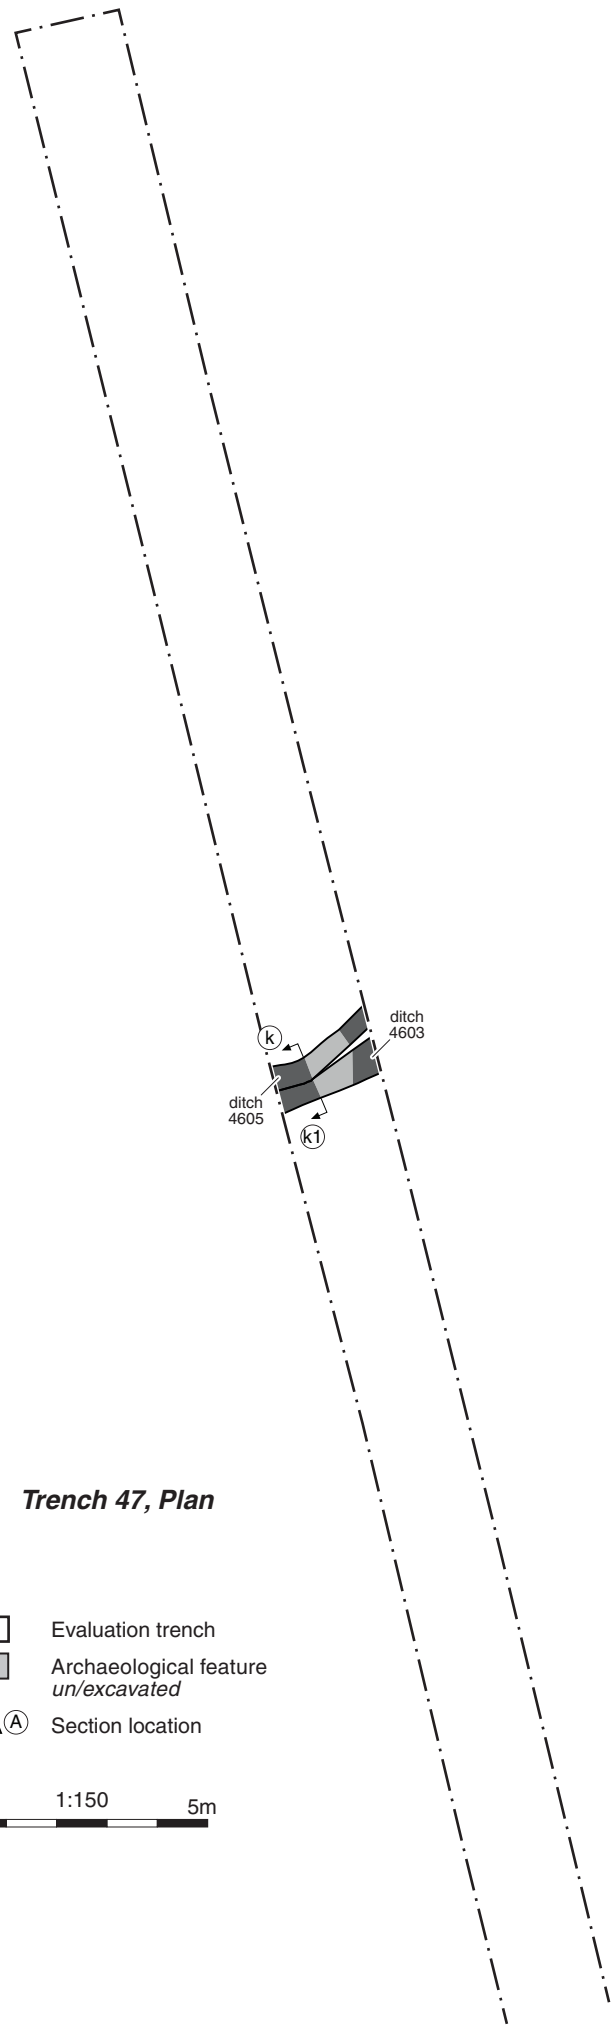 k
ditch
4603
ditch
4605
k1
Trench 47, Plan
Evaluation trench
Archaeological feature
un/excavated
A
Section location
1:150
5m